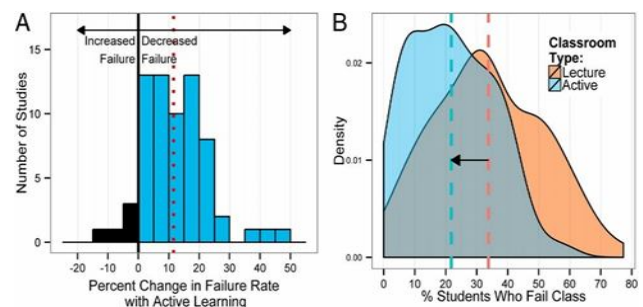 A
Increased Decreased
Failure Failure
Number of Studies
15
10
5
0
-20 -10 0 10 20 30 40 50
Percent Change in Failure Rate
with Active Learning
B
Classroom
Type:
Lecture
Active
Density
0.02
0.01
0.00
0 10 20 30 40 50 60 70 80
% Students Who Fail Class